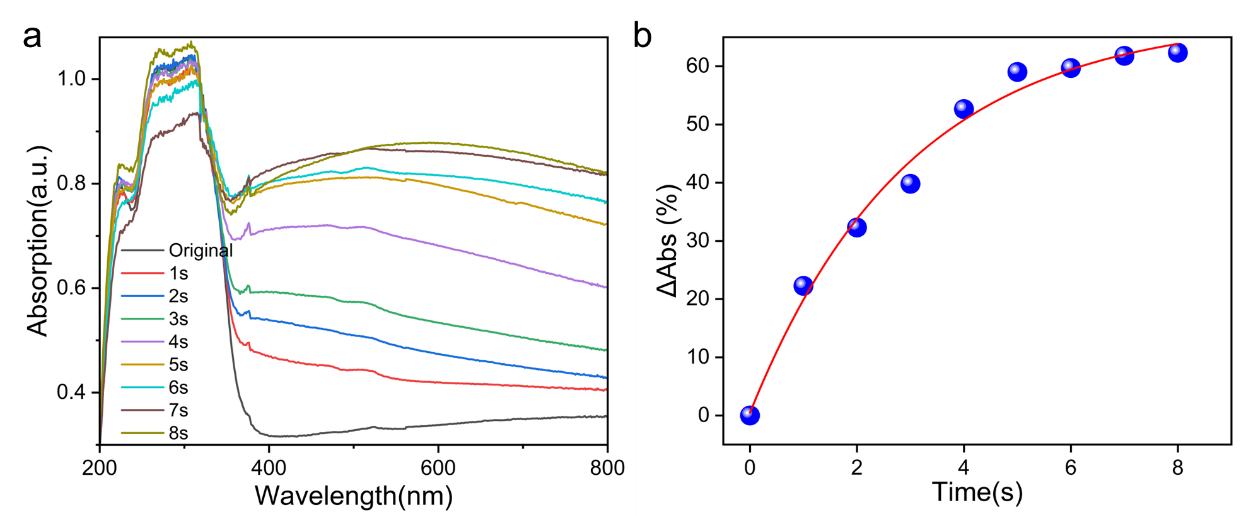 a
Absorption(a.u.)
1.0
0.8
0.6
0.4
Original
1s
2s
3s
4s
5s
6s
7s
8s
200
400
600
800
Wavelength(nm)
b
ΔAbs (%)
60
50
40
30
20
10
0
0
2
4
6
8
Time(s)